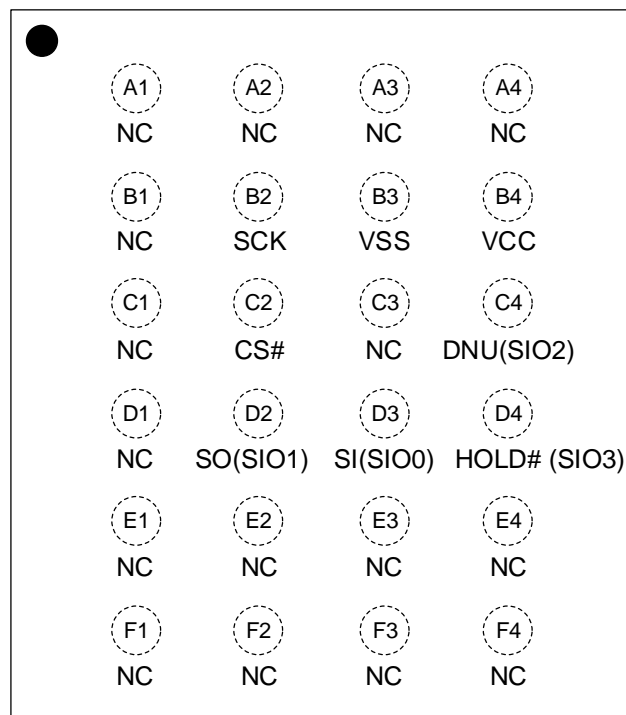 A1 A2 A3 A4
NC NC NC NC
B1 B2 B3 B4
NC SCK VSS VCC
C1 C2 C3 C4
NC CS# NC DNU(SIO2)
D1 D2 D3 D4
NC SO(SIO1) SI(SIO0) HOLD# (SIO3)
E1 E2 E3 E4
NC NC NC NC
F1 F2 F3 F4
NC NC NC NC